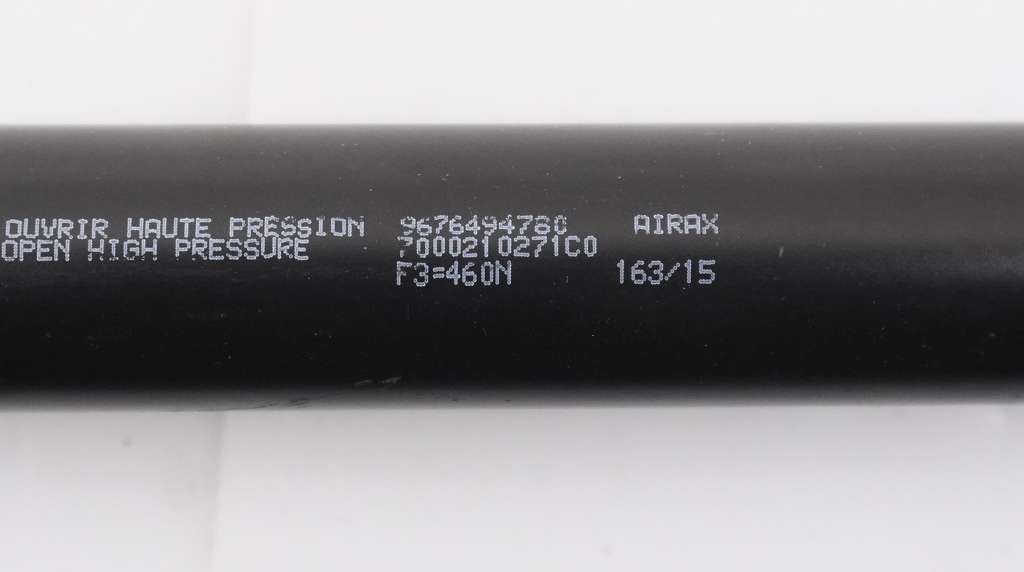 OUVRIR HAUTE PRESSION 9676494780 AIRAX
OPEN HIGH PRESSURE 7000210271C0
F3=460N 163/15